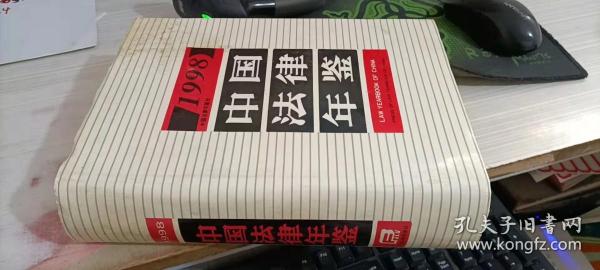 1998
中国
法律
年鉴
LAW YEARBOOK OF CHINA
1998
中国法律年鉴
孔夫子旧书网
www.kongfz.com